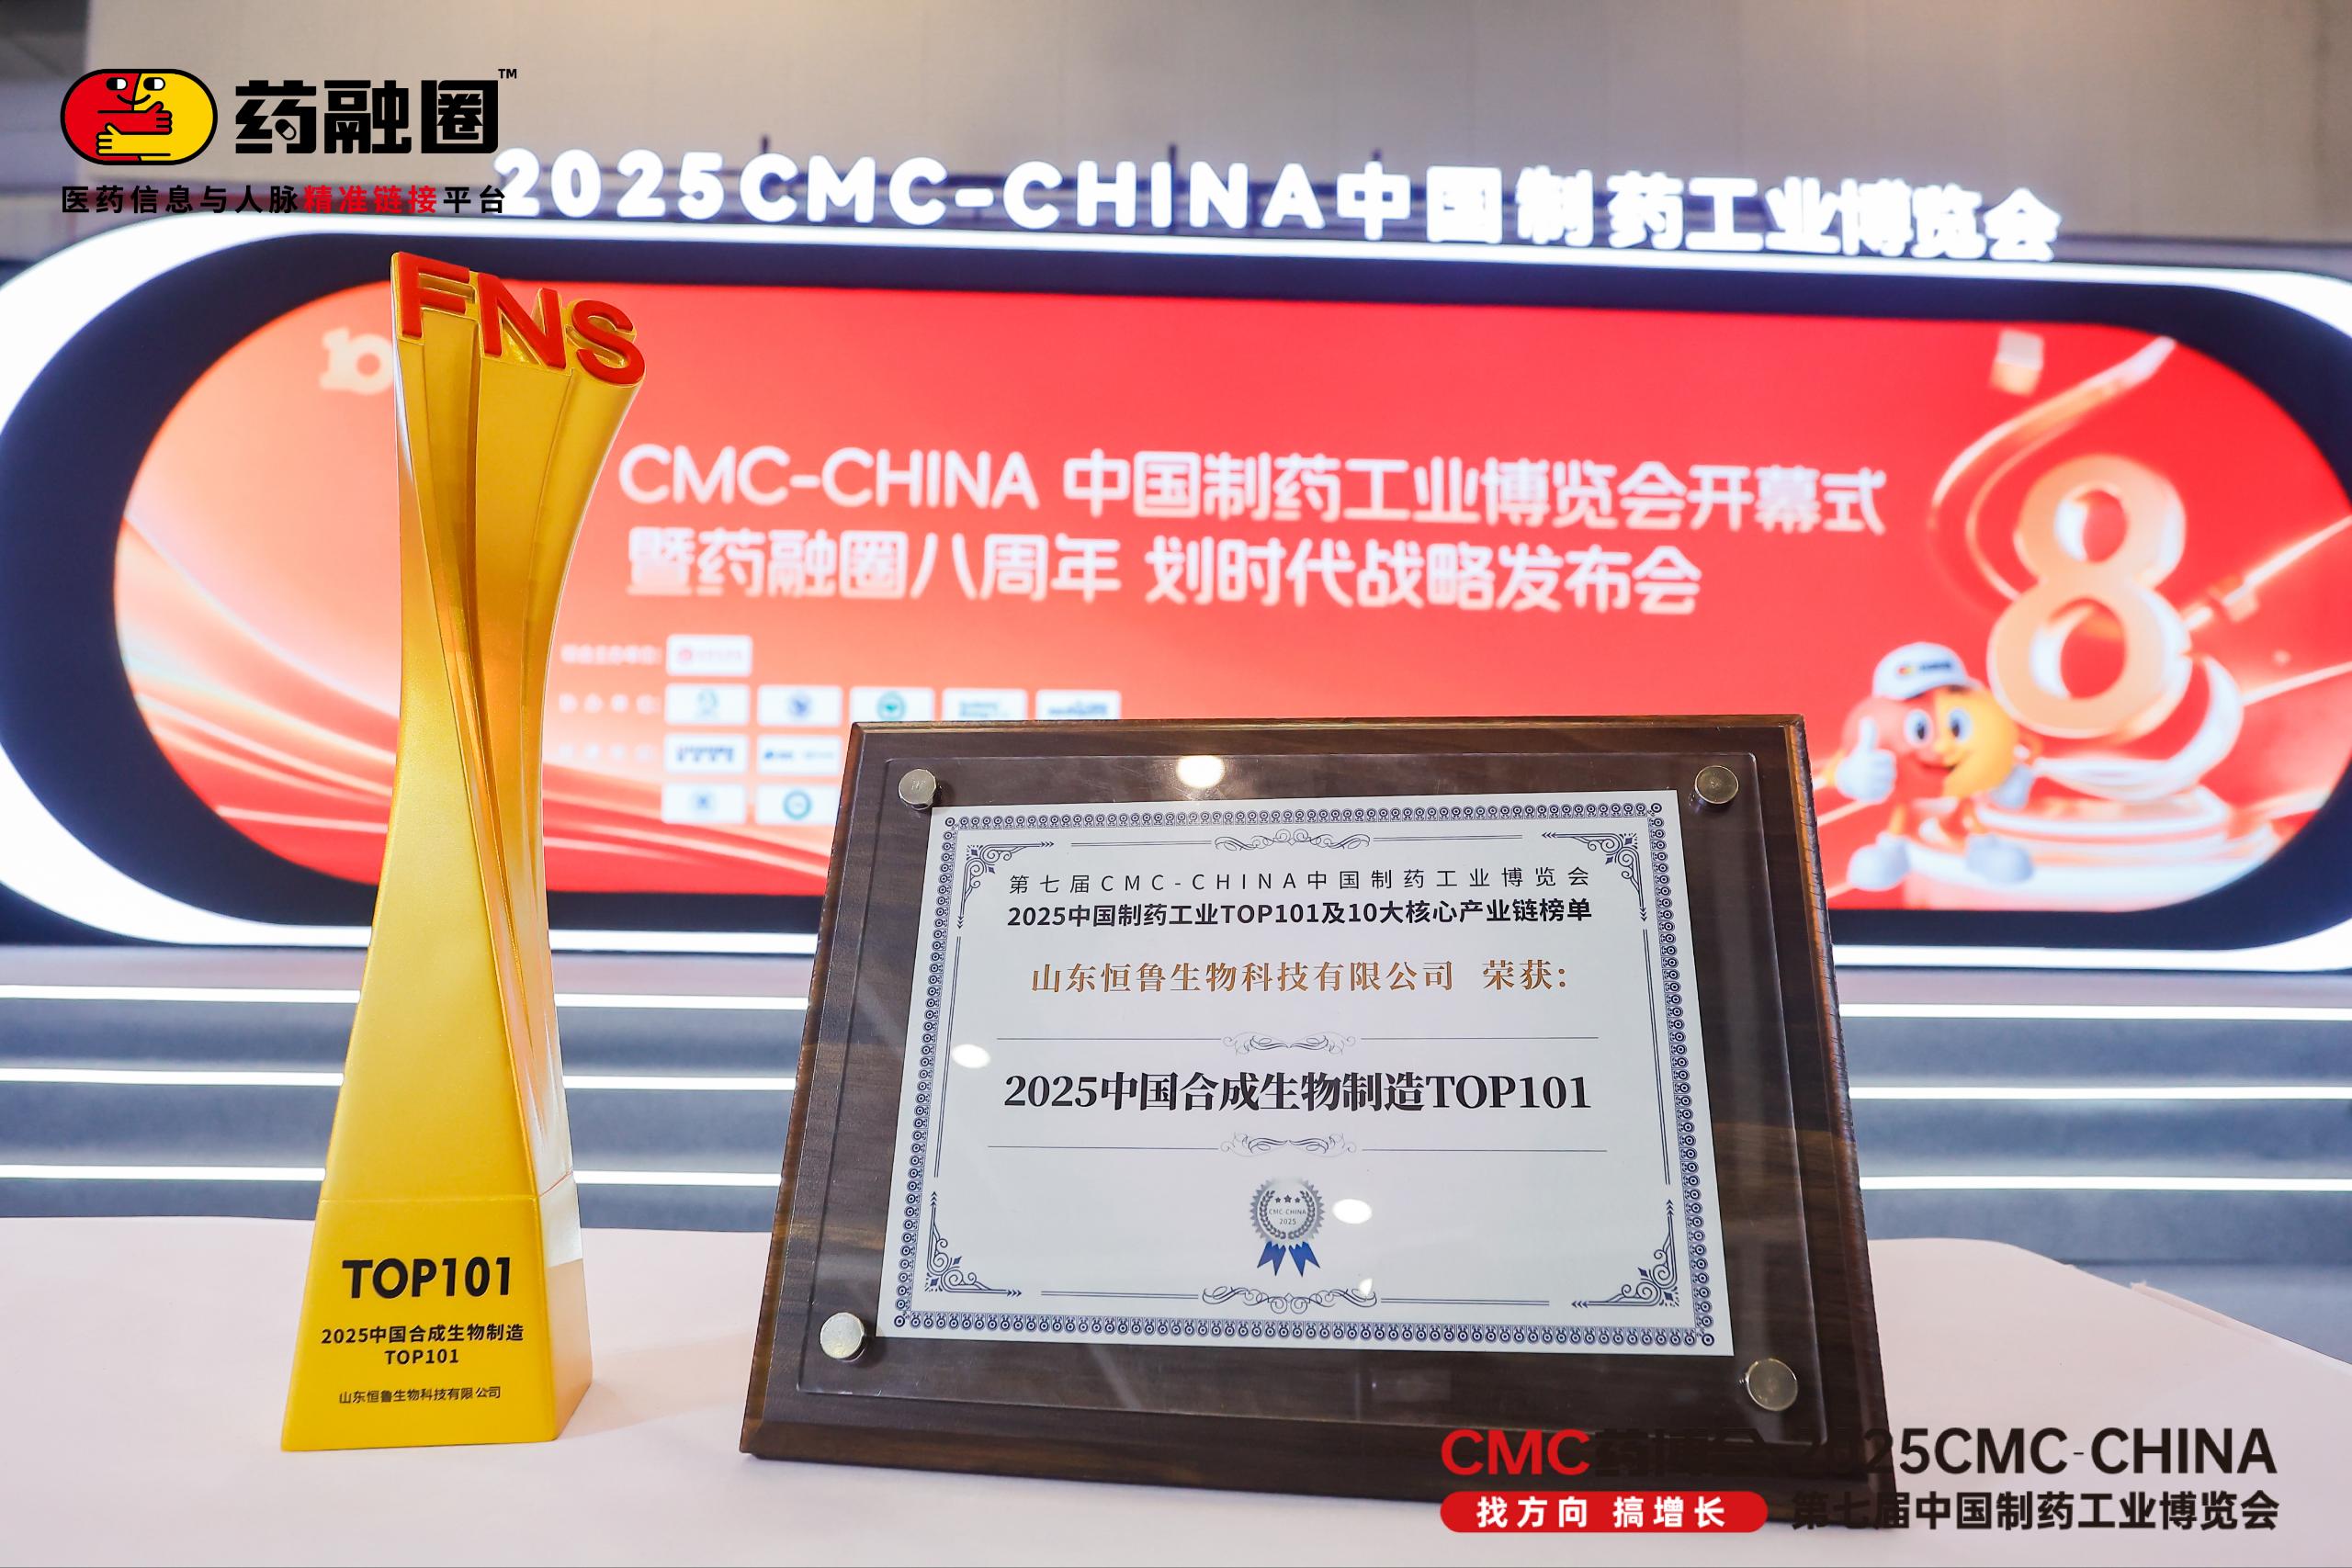 药融圈™
医药信息与人脉精准链接平台
2025CMC-CHINA中国制药工业博览会
FNS
CMC-CHINA 中国制药工业博览会开幕式
暨药融圈八周年 划时代战略发布会
8
第七届CMC-CHINA中国制药工业博览会
2025中国制药工业TOP101及10大核心产业链榜单
山东恒鲁生物科技有限公司 荣获：
2025中国合成生物制造TOP101
CMC-CHINA
2025
TOP101
2025中国合成生物制造
TOP101
山东恒鲁生物科技有限公司
CMC药博会 2025CMC-CHINA
找方向 搞增长 第七届中国制药工业博览会